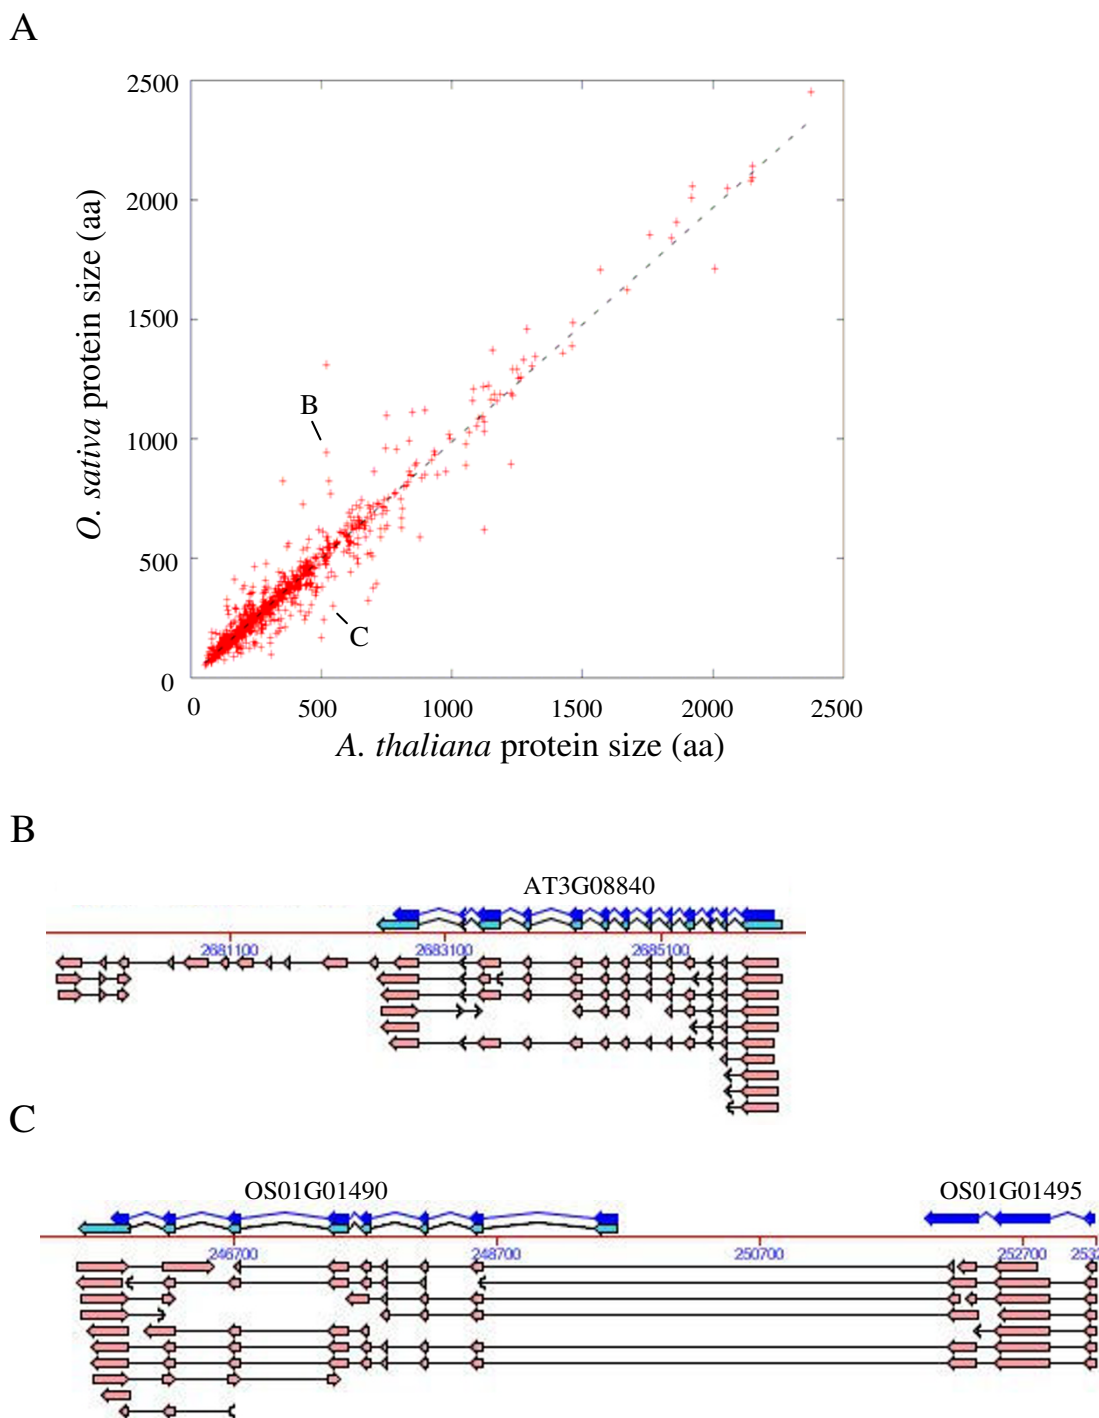 A
2500
2000
1500
1000
500
0
O. sativa protein size (aa)
B
C
0 500 1000 1500 2000 2500
A. thaliana protein size (aa)
B
AT3G08840
2681100 2683100 2685100
C
OS01G01490 OS01G01495
246700 248700 250700 252700